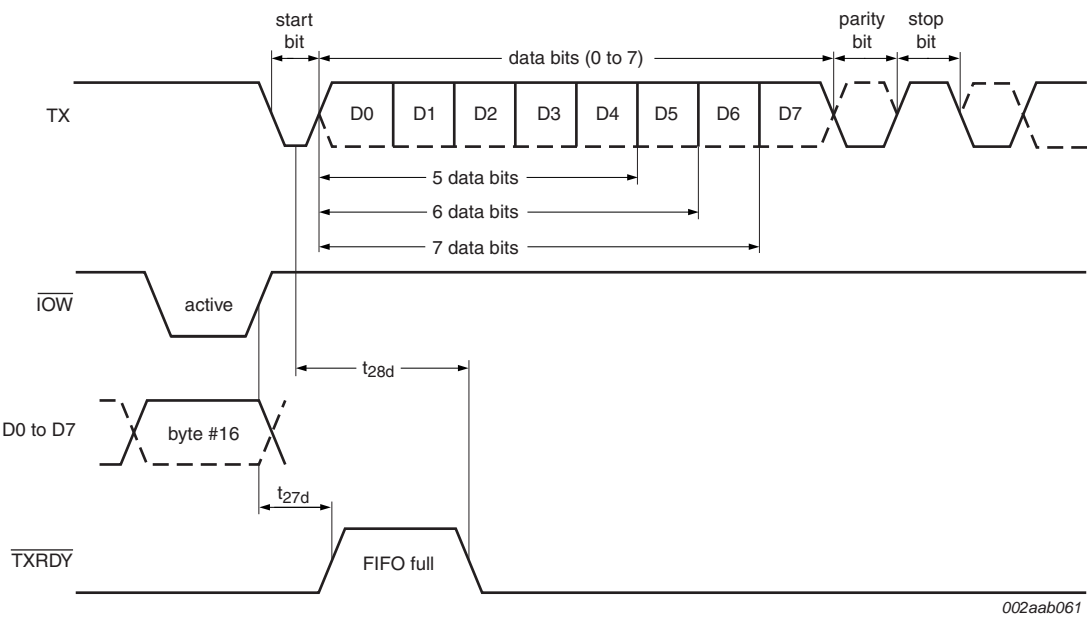 start
bit
data bits (0 to 7)
parity
bit
stop
bit
TX
D0 D1 D2 D3 D4 D5 D6 D7
5 data bits
6 data bits
7 data bits
IOW
active
t28d
D0 to D7
byte #16
t27d
TXRDY
FIFO full
002aab061